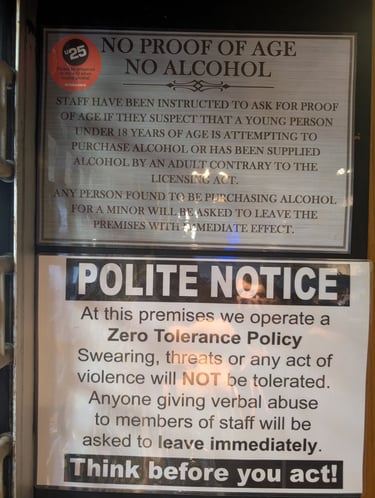 U25
NO PROOF OF AGE
NO ALCOHOL
STAFF HAVE BEEN INSTRUCTED TO ASK FOR PROOF
OF AGE IF THEY SUSPECT THAT A YOUNG PERSON
UNDER 18 YEARS OF AGE IS ATTEMPTING TO
PURCHASE ALCOHOL OR HAS BEEN SUPPLIED
ALCOHOL BY AN ADULT CONTRARY TO THE
LICENSING ACT.
ANY PERSON FOUND TO BE PURCHASING ALCOHOL
FOR A MINOR WILL BE ASKED TO LEAVE THE
PREMISES WITH IMMEDIATE EFFECT.
POLITE NOTICE
At this premises we operate a
Zero Tolerance Policy
Swearing, threats or any act of
violence will NOT be tolerated.
Anyone giving verbal abuse
to members of staff will be
asked to leave immediately.
Think before you act!